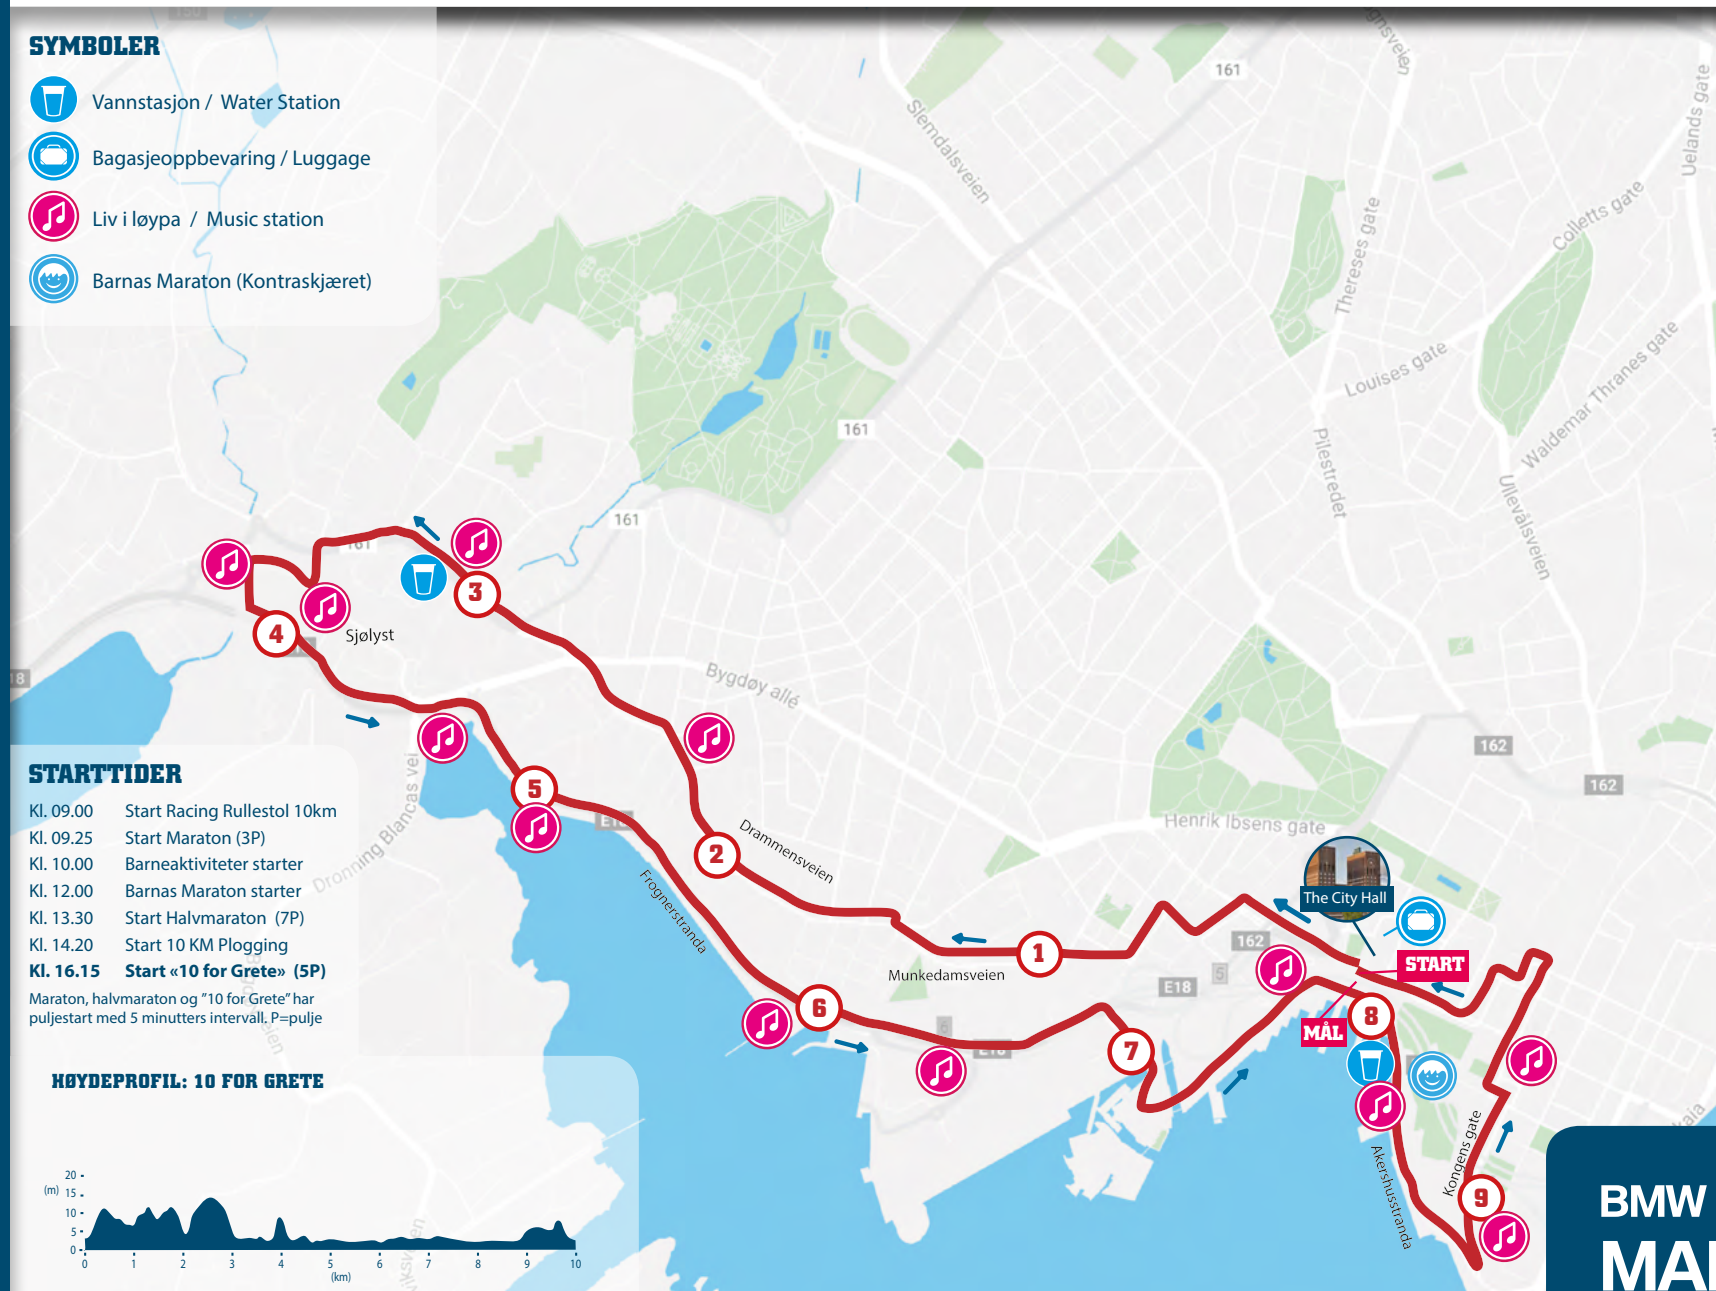 SYMBOLER
Vannstasjon / Water Station
Bagasjeoppbevaring / Luggage
Liv i løypa / Music station
Barnas Maraton (Kontraskjæret)
150
161
Slemdalsveien
Uelands gate
Colletts gate
Thereses gate
Louises gate
Waldemar Thranes gate
161
Pilestredet
Ullevålsveien
161
161
3
4
Sjølyst
18
Bygdøy allé
162
162
5
Henrik Ibsens gate
2
Drammensveien
Frognerstranda
Dronning Blancas vei
The City Hall
162
1
Munkedamsveien
START
E18
5
MÅL
6
8
7
E18
Kongens gate
Akershusstranda
9
STARTTIDER
Kl. 09.00 Start Racing Rullestol 10km
Kl. 09.25 Start Maraton (3P)
Kl. 10.00 Barneaktiviteter starter
Kl. 12.00 Barnas Maraton starter
Kl. 13.30 Start Halvmaraton (7P)
Kl. 14.20 Start 10 KM Plogging
Kl. 16.15 Start «10 for Grete» (5P)
Maraton, halvmaraton og "10 for Grete" har
puljestart med 5 minutters intervall. P=pulje
HØYDEPROFIL: 10 FOR GRETE
20
(m) 15
10
5
0
0 1 2 3 4 5 6 7 8 9 10
(km)
BMW